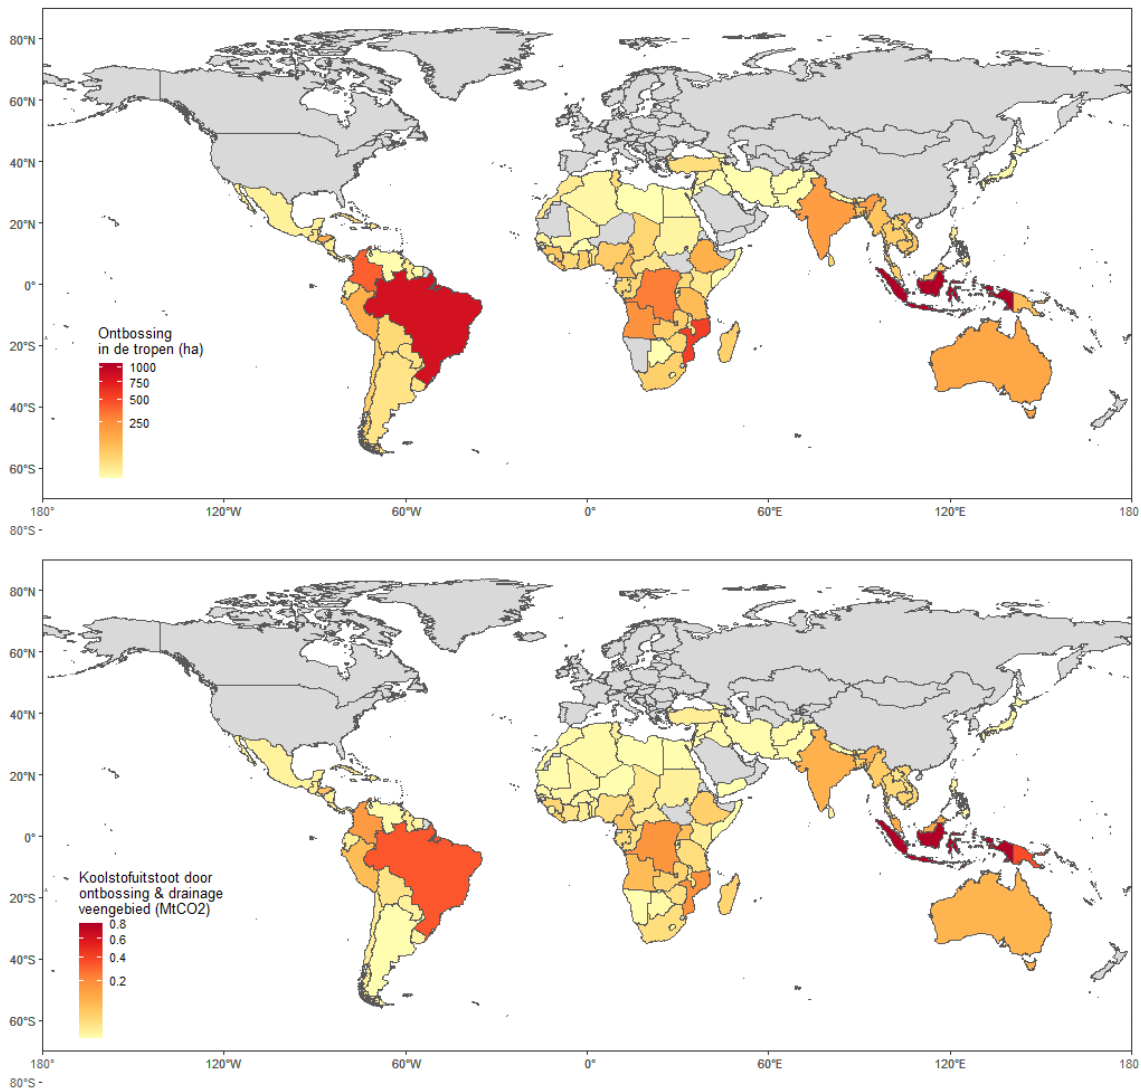 80°N
60°N
40°N
20°N
0°
20°S
40°S
60°S
80°S
Ontbossing
in de tropen (ha)
1000
750
500
250
180°
120°W
60°W
0°
60°E
120°E
180
80°N
60°N
40°N
20°N
0°
20°S
40°S
60°S
80°S
Koolstofuitstoot door
ontbossing & drainage
veengebied (MtCO2)
0.8
0.6
0.4
0.2
180°
120°W
60°W
0°
60°E
120°E
180